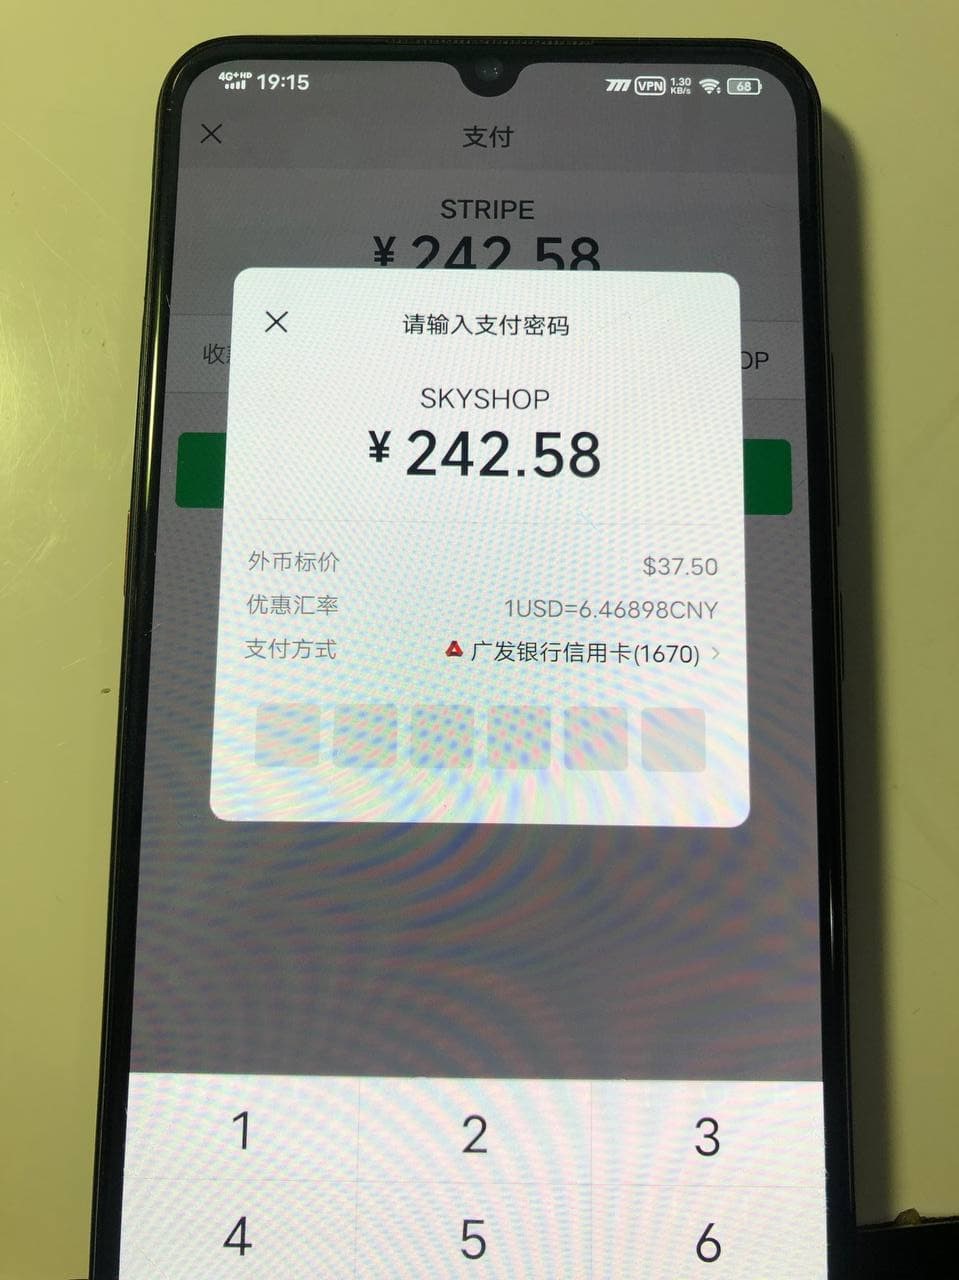 4G+HD 19:15 VPN 1.30 KB/s 68
支付
STRIPE
¥242.58
收
OP
请输入支付密码
SKYSHOP
¥242.58
外币标价 $37.50
优惠汇率 1USD=6.46898CNY
支付方式 广发银行信用卡(1670)
1 2 3
4 5 6